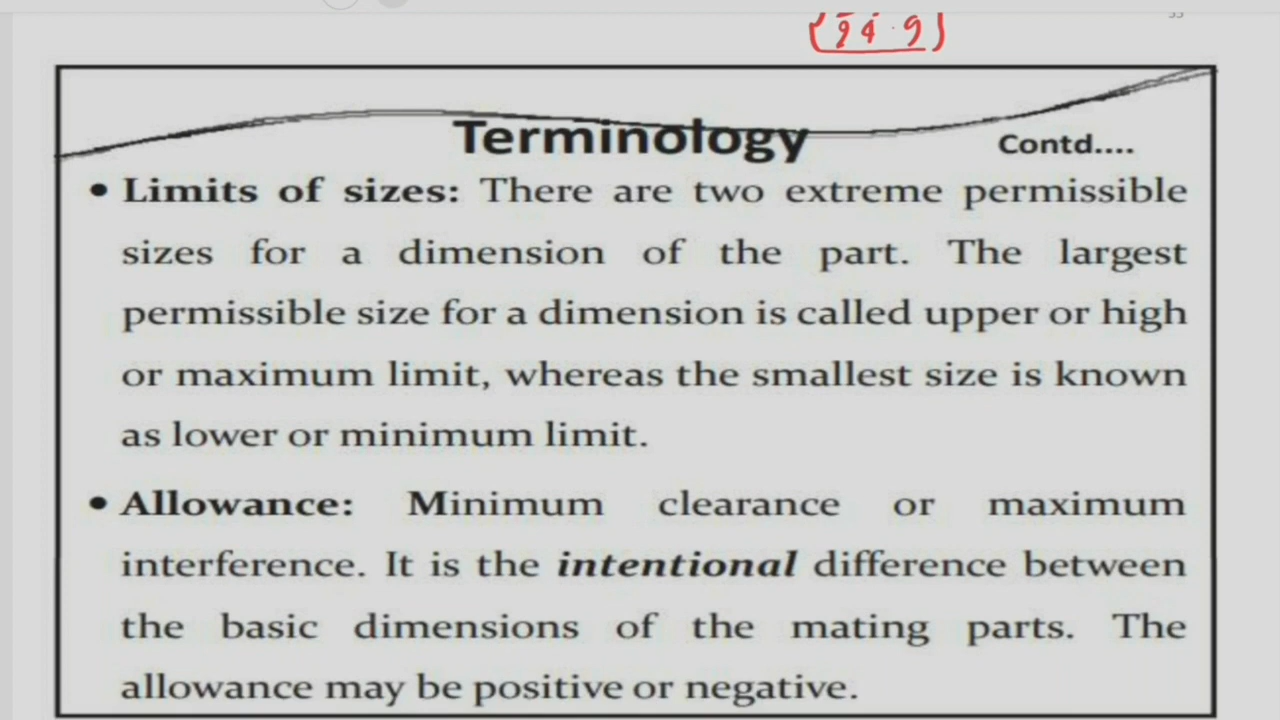 Terminology
Contd....
• Limits of sizes: There are two extreme permissible
sizes for a dimension of the part. The largest
permissible size for a dimension is called upper or high
or maximum limit, whereas the smallest size is known
as lower or minimum limit.
• Allowance: Minimum clearance or maximum
interference. It is the intentional difference between
the basic dimensions of the mating parts. The
allowance may be positive or negative.